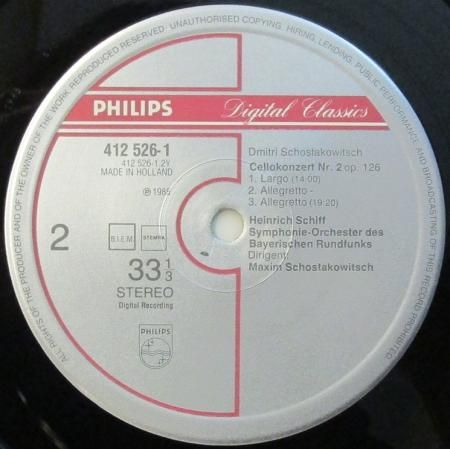 ALL RIGHTS OF THE PRODUCER AND OF THE OWNER OF THE WORK REPRODUCED RESERVED. UNAUTHORISED COPYING, HIRING, LENDING, PUBLIC PERFORMANCE AND BROADCASTING OF THIS RECORD PROHIBITED
PHILIPS Digital Classics
412 526-1
412 526-1.2Y
MADE IN HOLLAND
℗ 1985
2
B.I.E.M. STEMRA
33 1/3
STEREO
Digital Recording
PHILIPS
Dmitri Schostakowitsch
Cellokonzert Nr. 2 op. 126
1. Largo (14:00)
2. Allegretto -
3. Allegretto (19:20)
Heinrich Schiff
Symphonie-Orchester des
Bayerischen Rundfunks
Dirigent
Maxim Schostakowitsch